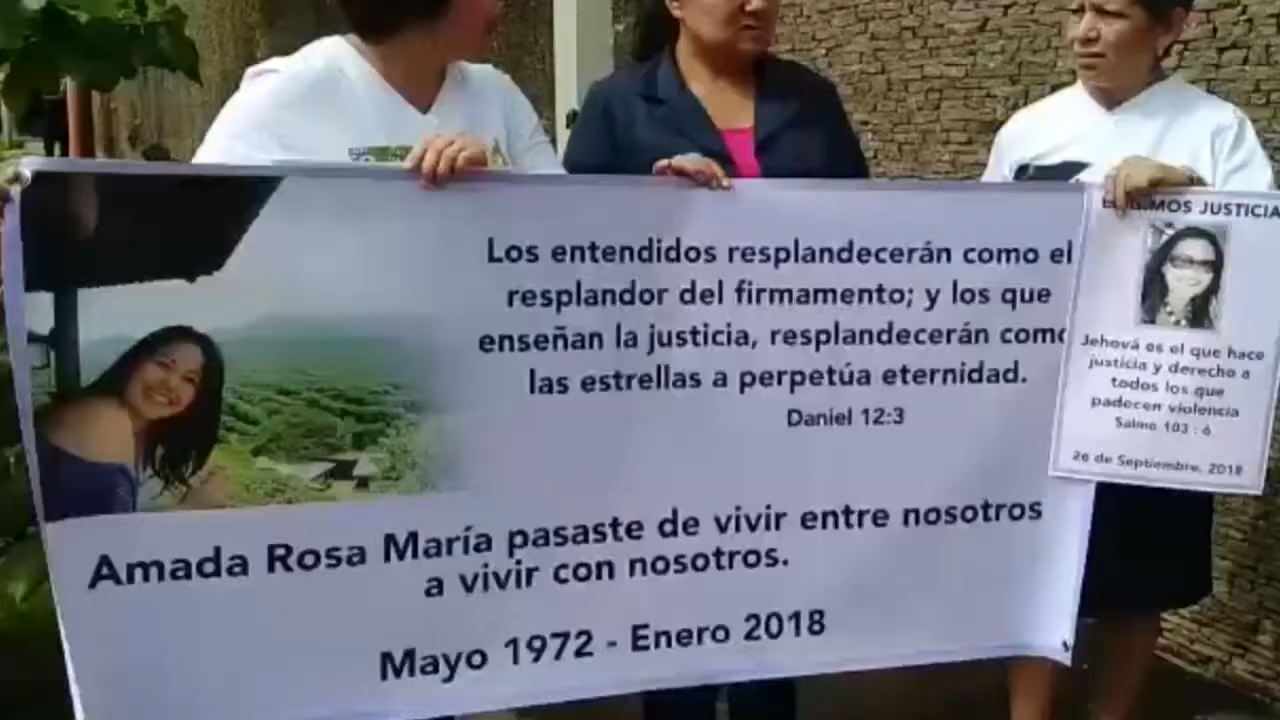 Los entendidos resplandecerán como el
resplandor del firmamento; y los que
enseñan la justicia, resplandecerán como
las estrellas a perpetúa eternidad.
Daniel 12:3
Amada Rosa María pasaste de vivir entre nosotros
a vivir con nosotros.
Mayo 1972 - Enero 2018
JUSTICIA
Jehová es el que hace
justicia y derecho a
todos los que
padecen violencia
Salmo 103 : 6
26 de Septiembre, 2018